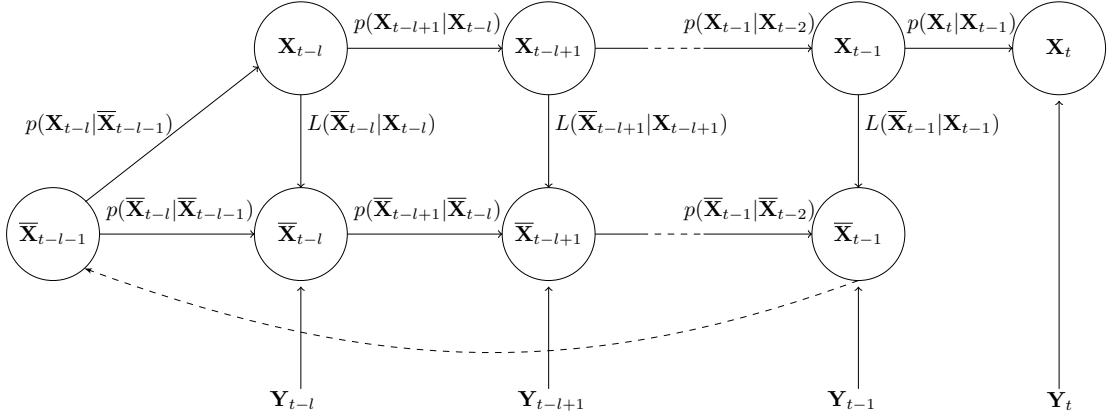 p(𝐗_{t−l+1}|𝐗_{t−l}) p(𝐗_{t−1}|𝐗_{t−2}) p(𝐗_t|𝐗_{t−1})
𝐗_{t−l} 𝐗_{t−l+1} 𝐗_{t−1} 𝐗_t
p(𝐗_{t−l}|𝐗̅_{t−l−1}) L(𝐗̅_{t−l}|𝐗_{t−l}) L(𝐗̅_{t−l+1}|𝐗_{t−l+1}) L(𝐗̅_{t−1}|𝐗_{t−1})
p(𝐗̅_{t−l}|𝐗̅_{t−l−1}) p(𝐗̅_{t−l+1}|𝐗̅_{t−l}) p(𝐗̅_{t−1}|𝐗̅_{t−2})
𝐗̅_{t−l−1} 𝐗̅_{t−l} 𝐗̅_{t−l+1} 𝐗̅_{t−1}
𝐘_{t−l} 𝐘_{t−l+1} 𝐘_{t−1} 𝐘_t